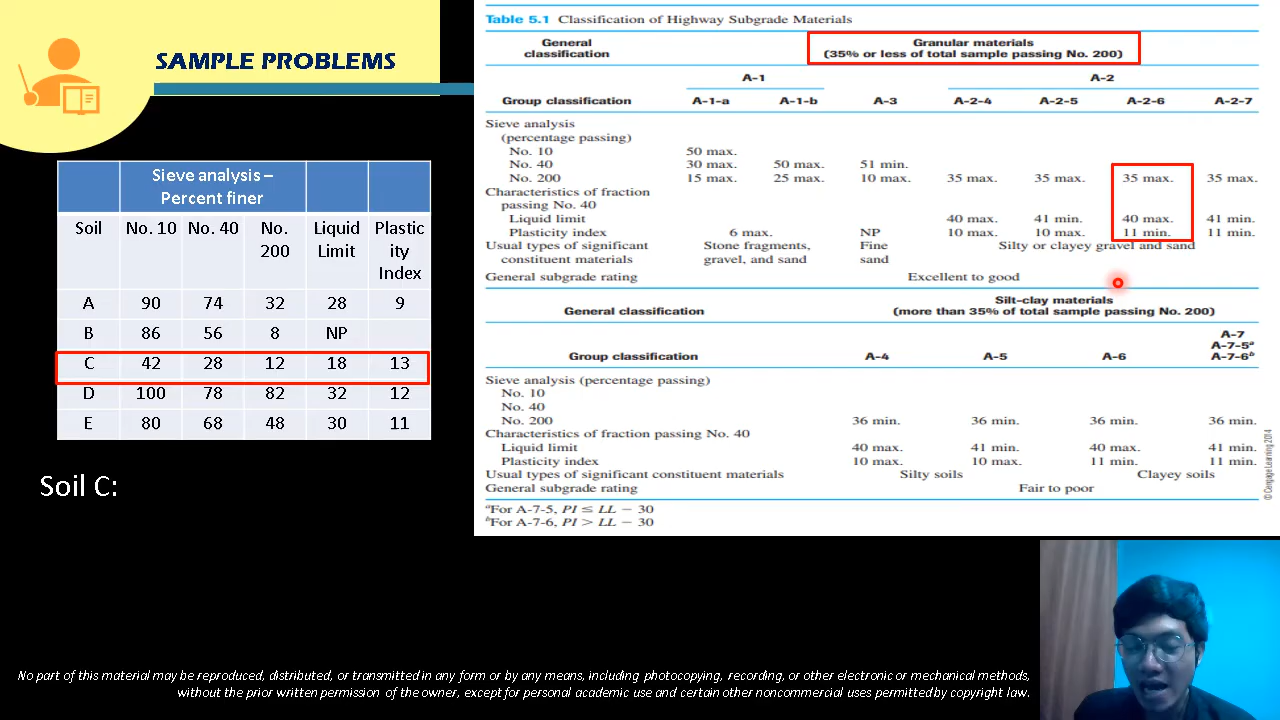 SAMPLE PROBLEMS
Sieve analysis –
Percent finer
Soil No. 10 No. 40 No. 200 Liquid Limit Plastic ity Index
A 90 74 32 28 9
B 86 56 8 NP
C 42 28 12 18 13
D 100 78 82 32 12
E 80 68 48 30 11
Soil C:
Table 5.1 Classification of Highway Subgrade Materials
General classification
Granular materials
(35% or less of total sample passing No. 200)
A-1 A-2
Group classification A-1-a A-1-b A-3 A-2-4 A-2-5 A-2-6 A-2-7
Sieve analysis
(percentage passing)
No. 10 50 max.
No. 40 30 max. 50 max. 51 min.
No. 200 15 max. 25 max. 10 max. 35 max. 35 max. 35 max. 35 max.
Characteristics of fraction
passing No. 40
Liquid limit 40 max. 41 min. 40 max. 41 min.
Plasticity index 6 max. NP 10 max. 10 max. 11 min. 11 min.
Usual types of significant Stone fragments, Fine Silty or clayey gravel and sand
constituent materials gravel, and sand sand
General subgrade rating Excellent to good
General classification
Silt-clay materials
(more than 35% of total sample passing No. 200)
A-7
A-7-5a
Group classification A-4 A-5 A-6 A-7-6b
Sieve analysis (percentage passing)
No. 10
No. 40
No. 200 36 min. 36 min. 36 min. 36 min.
Characteristics of fraction passing No. 40
Liquid limit 40 max. 41 min. 40 max. 41 min.
Plasticity index 10 max. 10 max. 11 min. 11 min.
Usual types of significant constituent materials Silty soils Clayey soils
General subgrade rating Fair to poor
aFor A-7-5, PI ≤ LL − 30
bFor A-7-6, PI > LL − 30
© Cengage Learning 2014
No part of this material may be reproduced, distributed, or transmitted in any form or by any means, including photocopying, recording, or other electronic or mechanical methods,
without the prior written permission of the owner, except for personal academic use and certain other noncommercial uses permitted by copyright law.